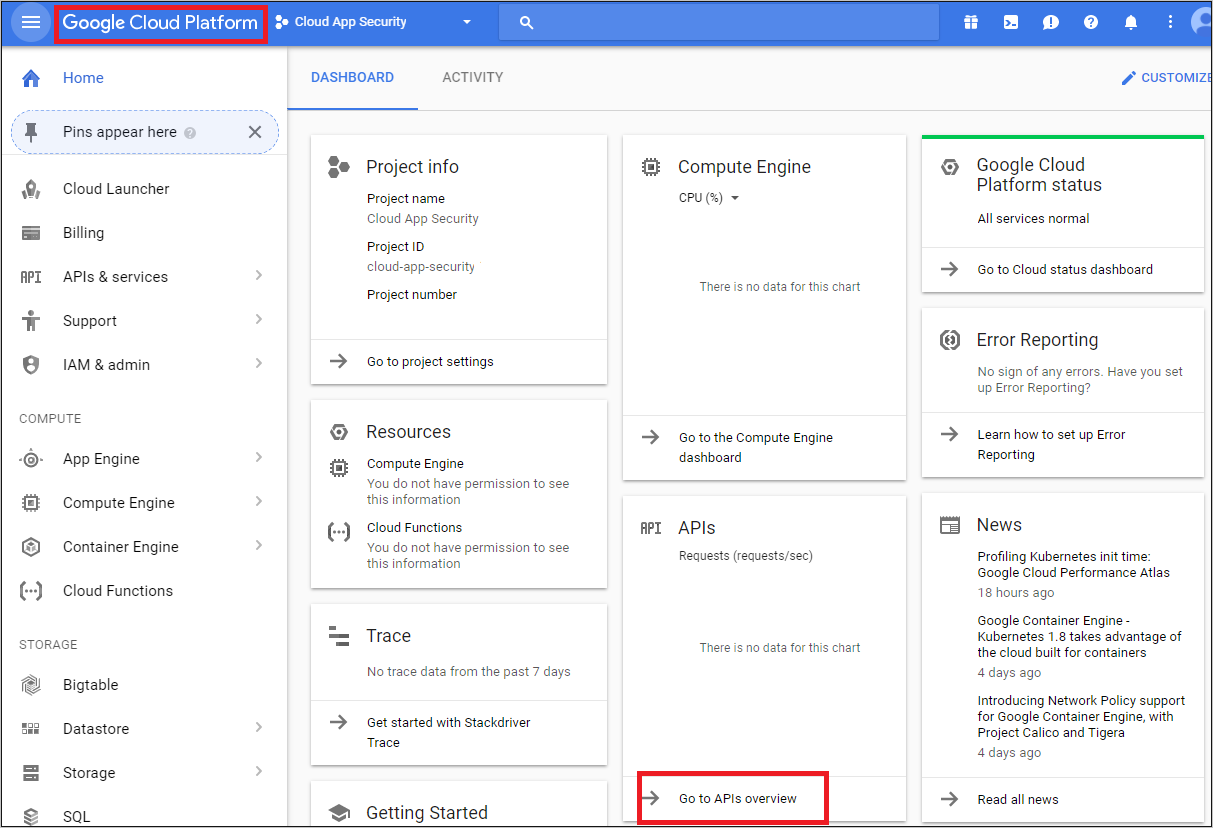 Google Cloud Platform
Cloud App Security
Home
Pins appear here
Cloud Launcher
Billing
API
APIs & services
Support
IAM & admin
COMPUTE
App Engine
Compute Engine
Container Engine
Cloud Functions
STORAGE
Bigtable
Datastore
Storage
SQL
DASHBOARD
ACTIVITY
CUSTOMIZE
Project info
Project name
Cloud App Security
Project ID
cloud-app-security
Project number
Go to project settings
Resources
Compute Engine
You do not have permission to see
this information
Cloud Functions
You do not have permission to see
this information
Trace
No trace data from the past 7 days
Get started with Stackdriver
Trace
Getting Started
Compute Engine
CPU (%)
There is no data for this chart
Go to the Compute Engine
dashboard
API
APIs
Requests (requests/sec)
There is no data for this chart
Go to APIs overview
Google Cloud
Platform status
All services normal
Go to Cloud status dashboard
Error Reporting
No sign of any errors. Have you set
up Error Reporting?
Learn how to set up Error
Reporting
News
Profiling Kubernetes init time:
Google Cloud Performance Atlas
18 hours ago
Google Container Engine -
Kubernetes 1.8 takes advantage of
the cloud built for containers
4 days ago
Introducing Network Policy support
for Google Container Engine, with
Project Calico and Tigera
4 days ago
Read all news